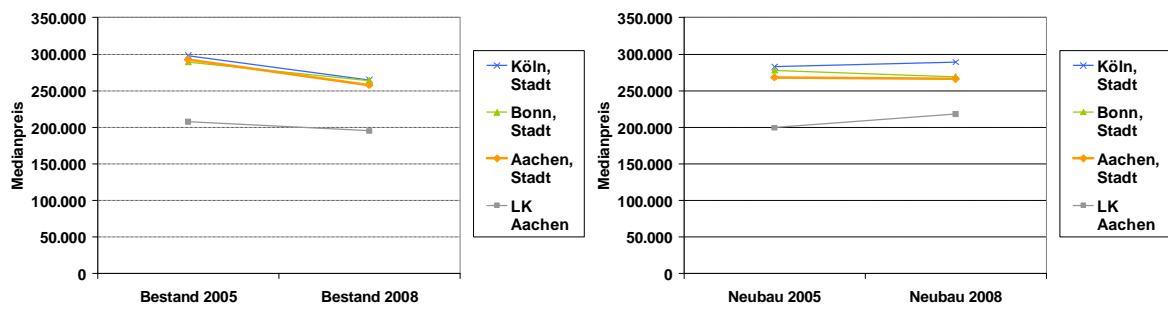 350.000
300.000
250.000
200.000
150.000
100.000
50.000
0
Medianpreis
Bestand 2005
Bestand 2008
Köln,
Stadt
Bonn,
Stadt
Aachen,
Stadt
LK
Aachen
350.000
300.000
250.000
200.000
150.000
100.000
50.000
0
Medianpreis
Neubau 2005
Neubau 2008
Köln,
Stadt
Bonn,
Stadt
Aachen,
Stadt
LK
Aachen